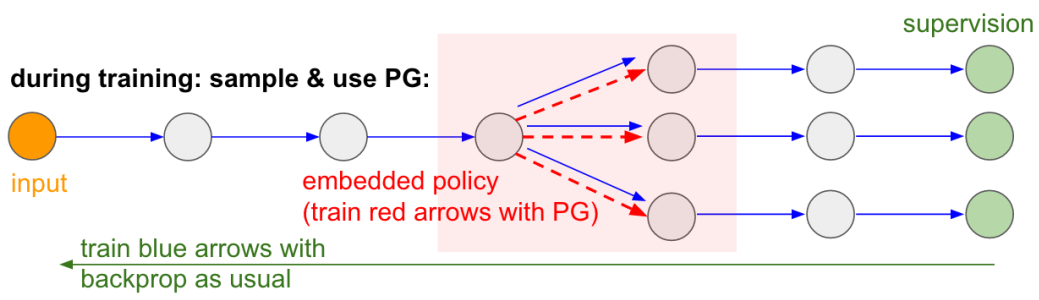 supervision
during training: sample & use PG:
input
embedded policy
(train red arrows with PG)
train blue arrows with
backprop as usual